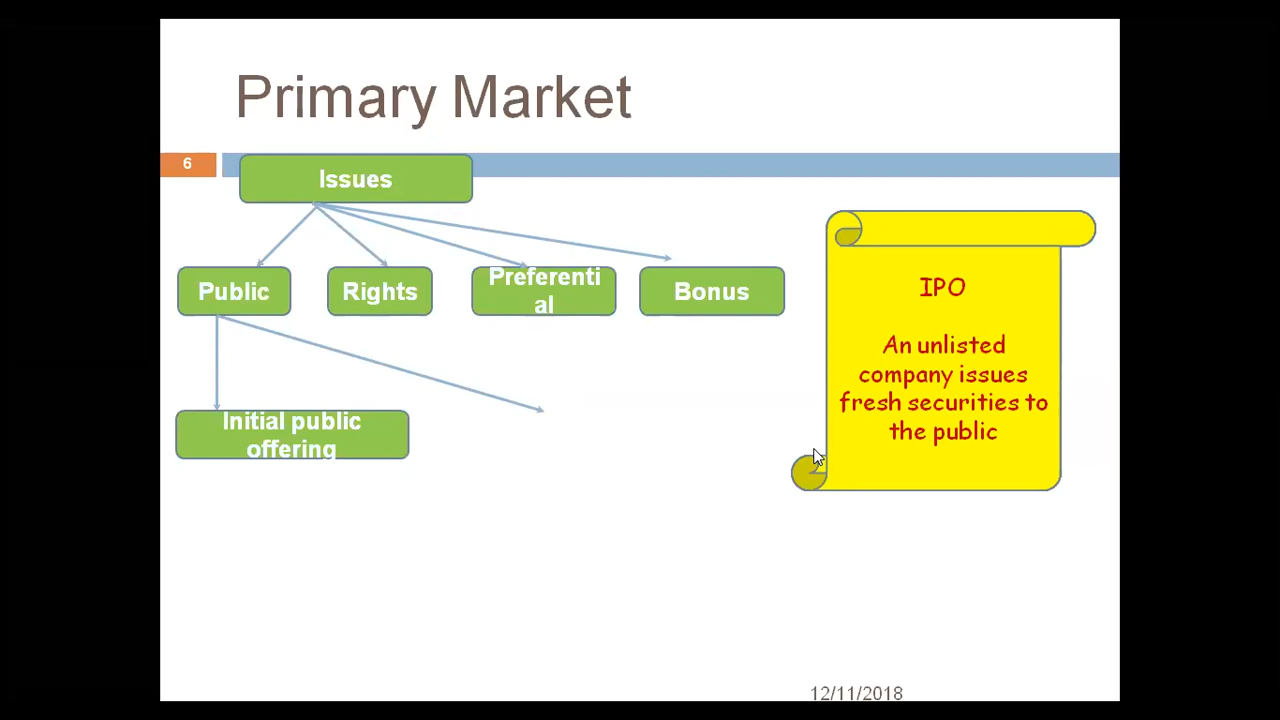 Primary Market
6
Issues
Public
Rights
Preferenti
al
Bonus
Initial public
offering
IPO
An unlisted
company issues
fresh securities to
the public
12/11/2018